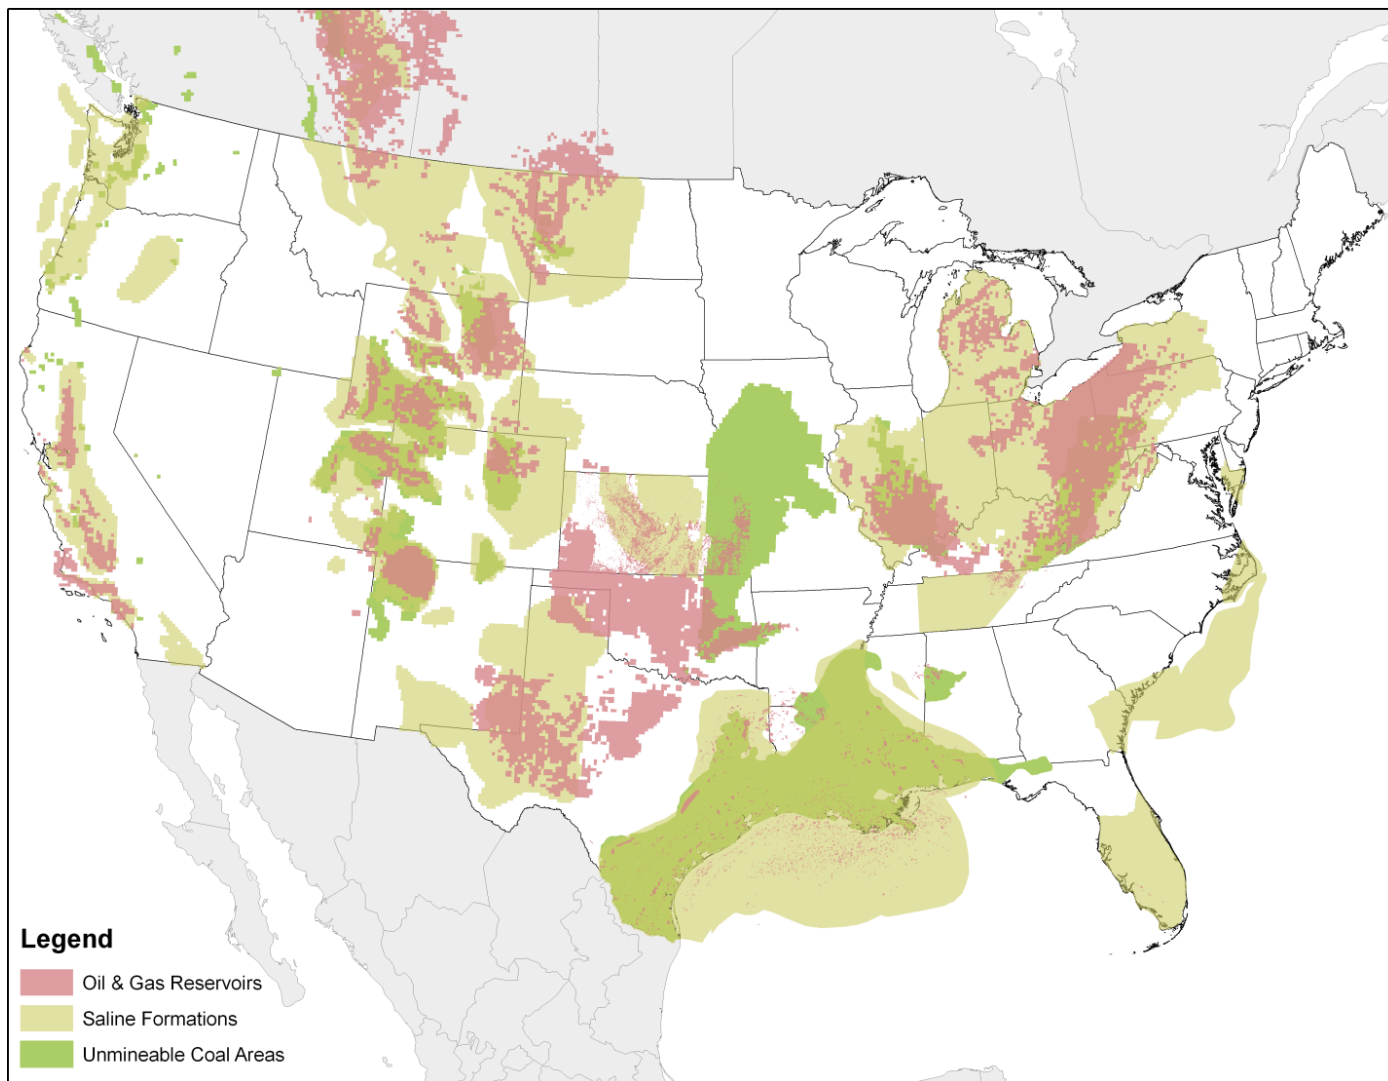 Legend
Oil & Gas Reservoirs
Saline Formations
Unmineable Coal Areas